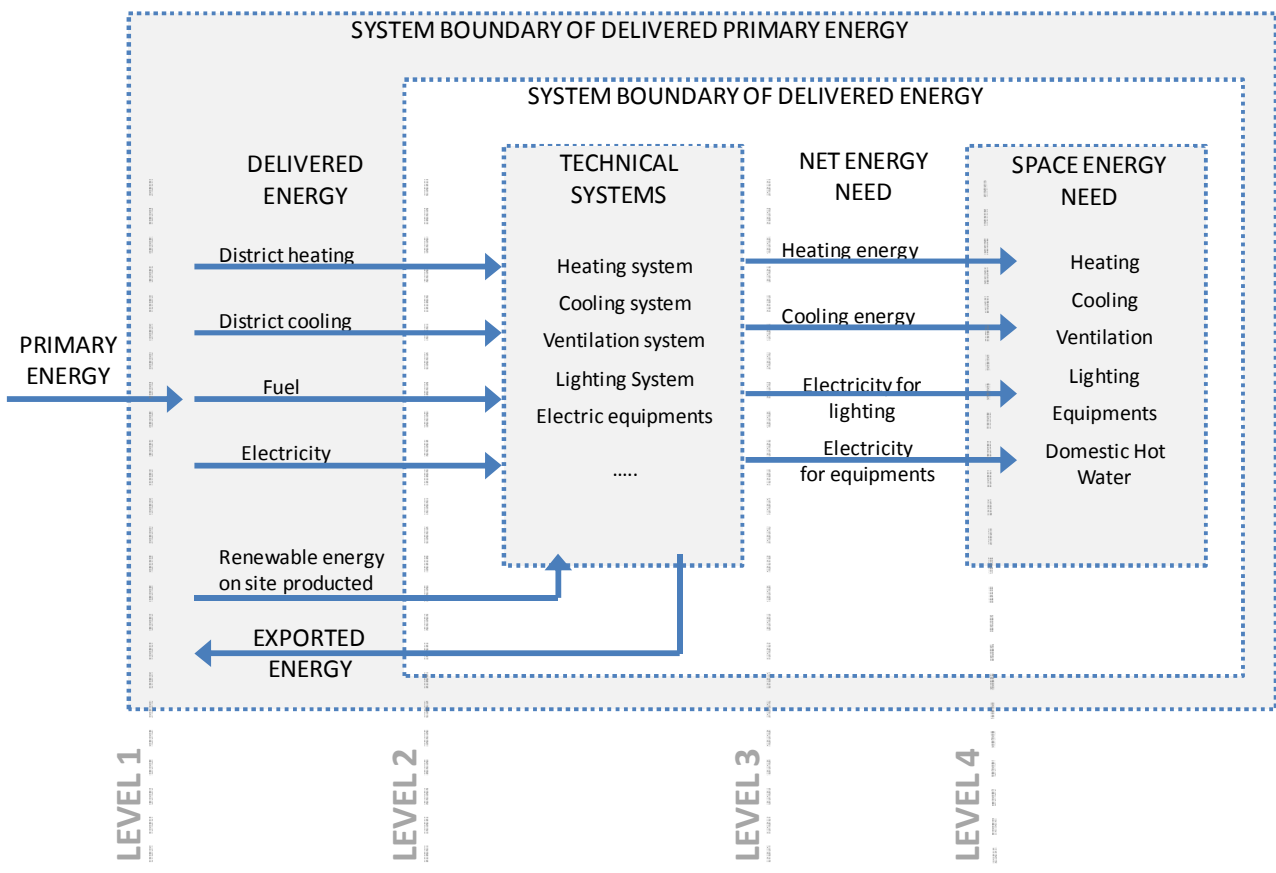 SYSTEM BOUNDARY OF DELIVERED PRIMARY ENERGY
SYSTEM BOUNDARY OF DELIVERED ENERGY
PRIMARY
ENERGY
DELIVERED
ENERGY
District heating
District cooling
Fuel
Electricity
Renewable energy
on site producted
EXPORTED
ENERGY
TECHNICAL
SYSTEMS
Heating system
Cooling system
Ventilation system
Lighting System
Electric equipments
.....
NET ENERGY
NEED
Heating energy
Cooling energy
Electricity for
lighting
Electricity
for equipments
SPACE ENERGY
NEED
Heating
Cooling
Ventilation
Lighting
Equipments
Domestic Hot
Water
LEVEL 1
LEVEL 2
LEVEL 3
LEVEL 4